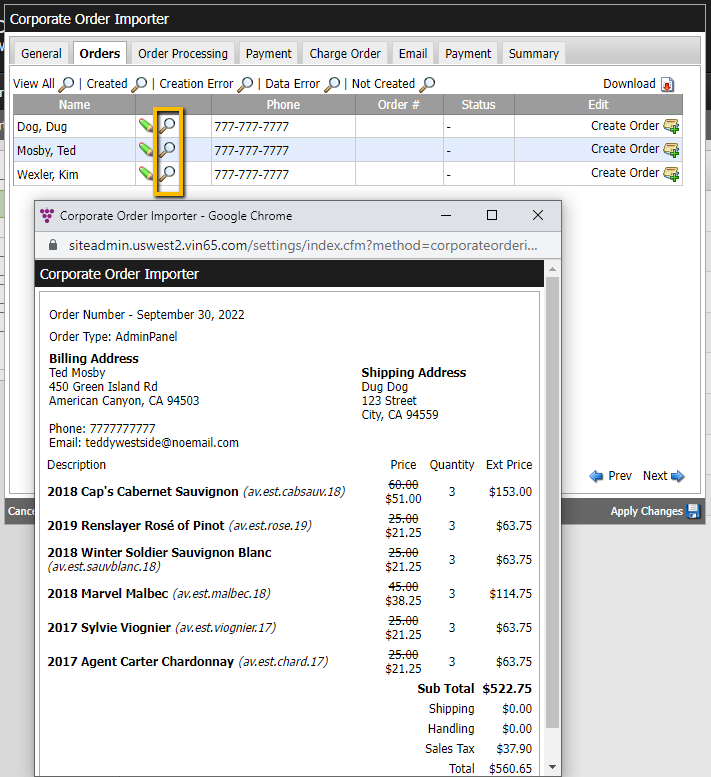 Corporate Order Importer
General Orders Order Processing Payment Charge Order Email Payment Summary
View All | Created | Creation Error | Data Error | Not Created Download
Name Phone Order # Status Edit
Dog, Dug 777-777-7777 - Create Order
Mosby, Ted 777-777-7777 - Create Order
Wexler, Kim 777-777-7777 - Create Order
Corporate Order Importer - Google Chrome
siteadmin.uswest2.vin65.com/settings/index.cfm?method=corporateorderi...
Corporate Order Importer
Order Number - September 30, 2022
Order Type: AdminPanel
Billing Address
Ted Mosby
450 Green Island Rd
American Canyon, CA 94503
Phone: 7777777777
Email: teddywestside@noemail.com
Shipping Address
Dug Dog
123 Street
City, CA 94559
Description Price Quantity Ext Price
2018 Cap's Cabernet Sauvignon (av.est.cabsauv.18) 60.00 $51.00 3 $153.00
2019 Renslayer Rosé of Pinot (av.est.rose.19) 25.00 $21.25 3 $63.75
2018 Winter Soldier Sauvignon Blanc
(av.est.sauvblanc.18) 25.00 $21.25 3 $63.75
2018 Marvel Malbec (av.est.malbec.18) 45.00 $38.25 3 $114.75
2017 Sylvie Viognier (av.est.viognier.17) 25.00 $21.25 3 $63.75
2017 Agent Carter Chardonnay (av.est.chard.17) 25.00 $21.25 3 $63.75
Sub Total $522.75
Shipping $0.00
Handling $0.00
Sales Tax $37.90
Total $560.65
Prev Next
Apply Changes